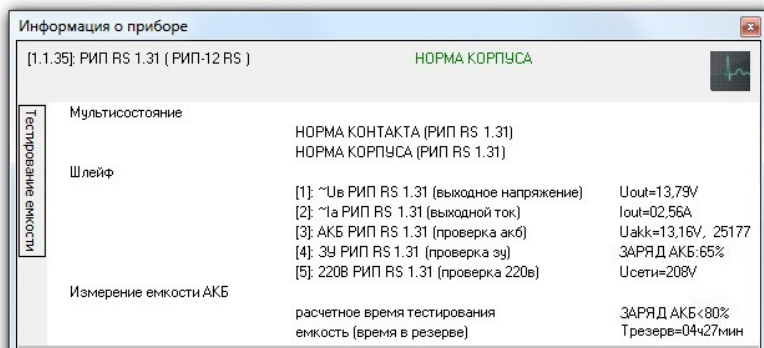 Информация о приборе
[1.1.35]: РИП RS 1.31 ( РИП-12 RS ) НОРМА КОРПУСА
Тестирование емкости
Мультисостояние
НОРМА КОНТАКТА (РИП RS 1.31)
НОРМА КОРПУСА (РИП RS 1.31)
Шлейф
[1]: ~Uв РИП RS 1.31 (выходное напряжение) Uout=13,79V
[2]: ~Ia РИП RS 1.31 (выходной ток) Iout=02,56A
[3]: АКБ РИП RS 1.31 (проверка акб) Uakk=13,16V, 25177
[4]: ЗУ РИП RS 1.31 (проверка зу) ЗАРЯД АКБ:65%
[5]: 220В РИП RS 1.31 (проверка 220в) Uсети=208V
Измерение емкости АКБ
расчетное время тестирования ЗАРЯД АКБ<80%
емкость (время в резерве) Трезерв=04ч27мин